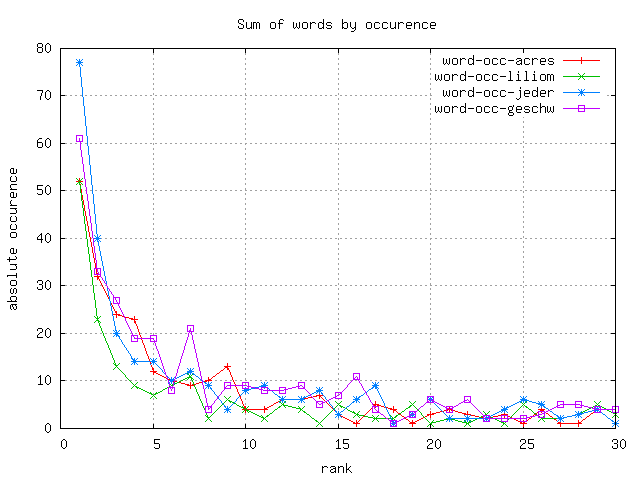 Sum of words by occurence
word-occ-acres
word-occ-liliom
word-occ-jeder
word-occ-geschw
absolute occurence
80
70
60
50
40
30
20
10
0
0 5 10 15 20 25 30
rank